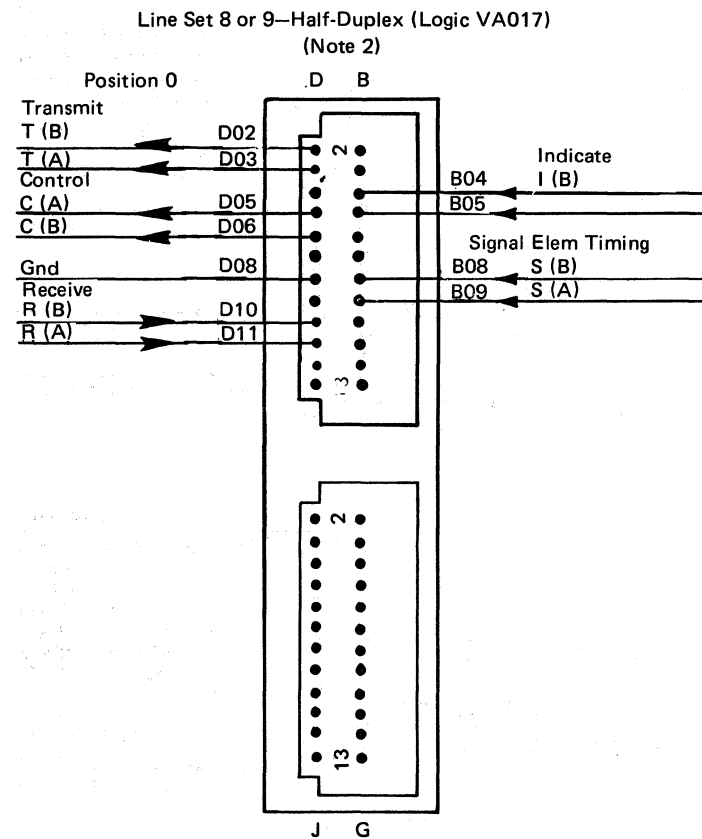 Line Set 8 or 9—Half-Duplex (Logic VA017)
(Note 2)
Position 0
D B
Transmit
T (B) D02
T (A) D03
Control
C (A) D05
C (B) D06
Gnd D08
Receive
R (B) D10
R (A) D11
2
13
Indicate
B04 I (B)
B05
Signal Elem Timing
B08 S (B)
B09 S (A)
2
13
J G